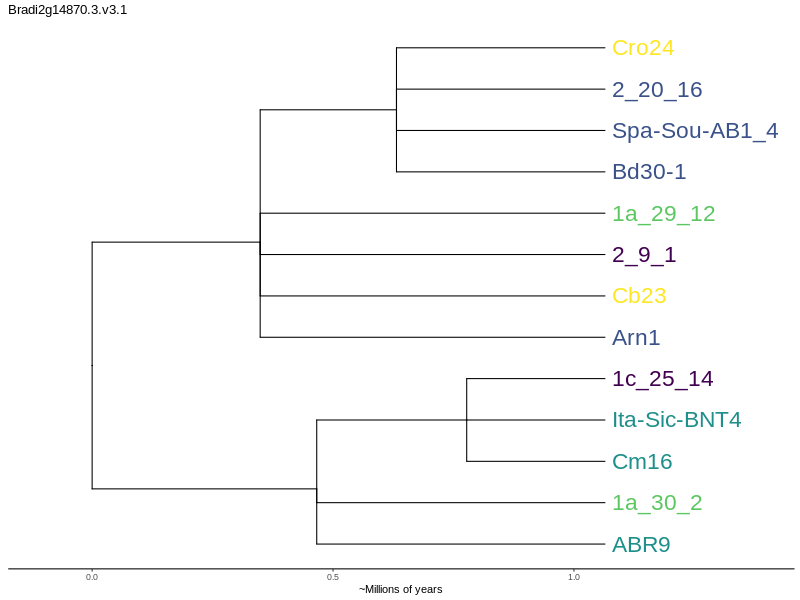 Bradi2g14870.3.v3.1
Cro24
2_20_16
Spa-Sou-AB1_4
Bd30-1
1a_29_12
2_9_1
Cb23
Arn1
1c_25_14
Ita-Sic-BNT4
Cm16
1a_30_2
ABR9
0.0 0.5 1.0
~Millions of years